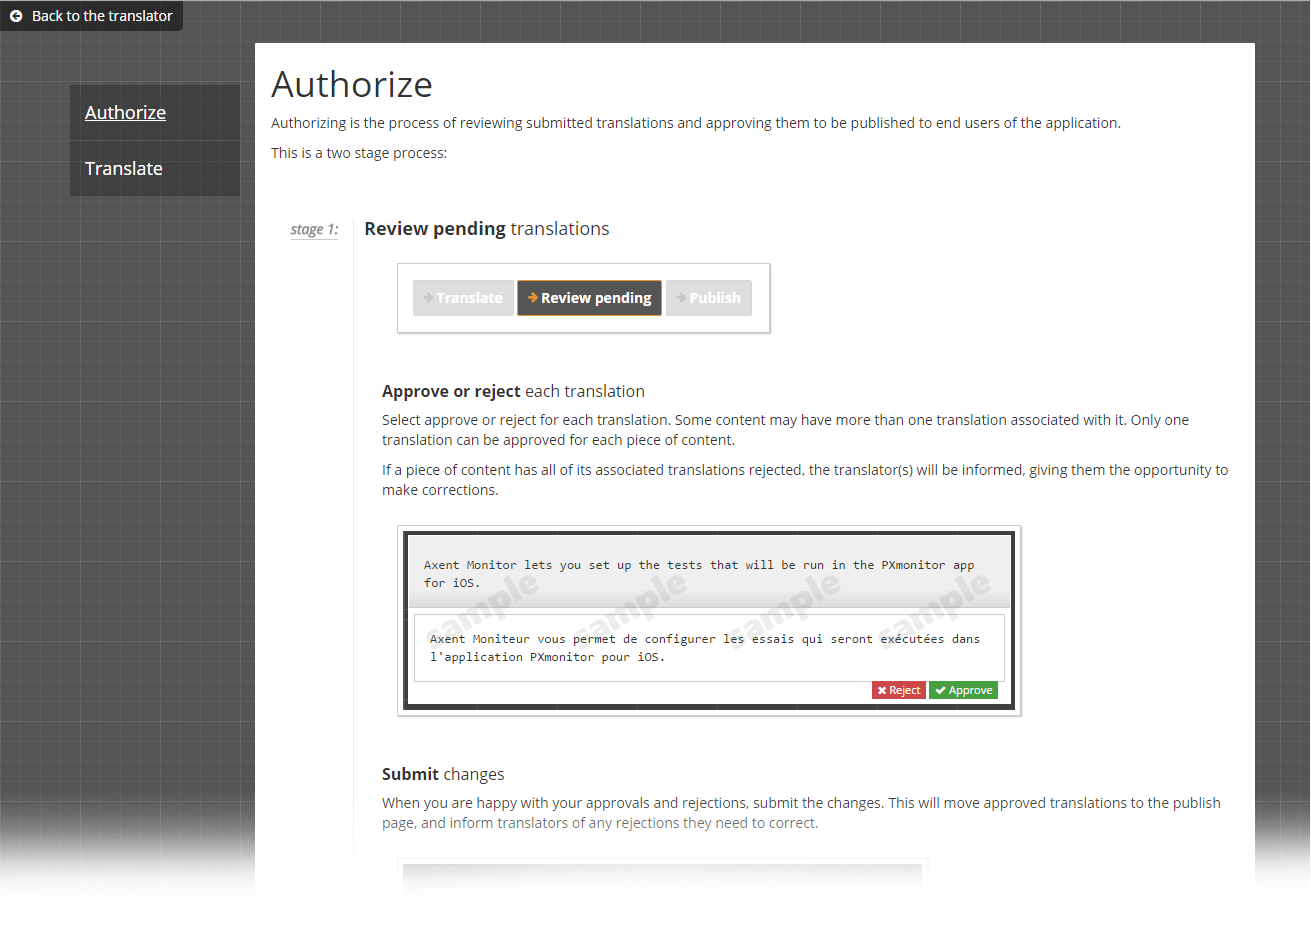 Back to the translator
Authorize
Translate
Authorize
Authorizing is the process of reviewing submitted translations and approving them to be published to end users of the application.
This is a two stage process:
stage 1:
Review pending translations
Translate
Review pending
Publish
Approve or reject each translation
Select approve or reject for each translation. Some content may have more than one translation associated with it. Only one
translation can be approved for each piece of content.
If a piece of content has all of its associated translations rejected, the translator(s) will be informed, giving them the opportunity to
make corrections.
Axent Monitor lets you set up the tests that will be run in the PXmonitor app
for iOS.
sample sample sample sample
Axent Moniteur vous permet de configurer les essais qui seront exécutées dans
l'application PXmonitor pour iOS.
Reject
Approve
Submit changes
When you are happy with your approvals and rejections, submit the changes. This will move approved translations to the publish
page, and inform translators of any rejections they need to correct.